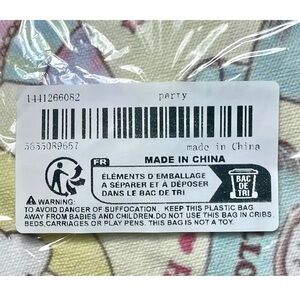 1441266082 perry
5655089657 made in China
FR
MADE IN CHINA
ÉLÉMENTS D'EMBALLAGE
A SÉPARER ET À DÉPOSER
DANS LE BAC DE TRI
BAC
DE
TRI
WARNING:
TO AVOID DANGER OF SUFFOCATION KEEP THIS PLASTIC BAG
AWAY FROM BABIES AND CHILDREN.DO NOT USE THIS BAG IN CRIBS
BEDS,CARRIAGES OR PLAY PENS. THIS BAG IS NOT A TOY.